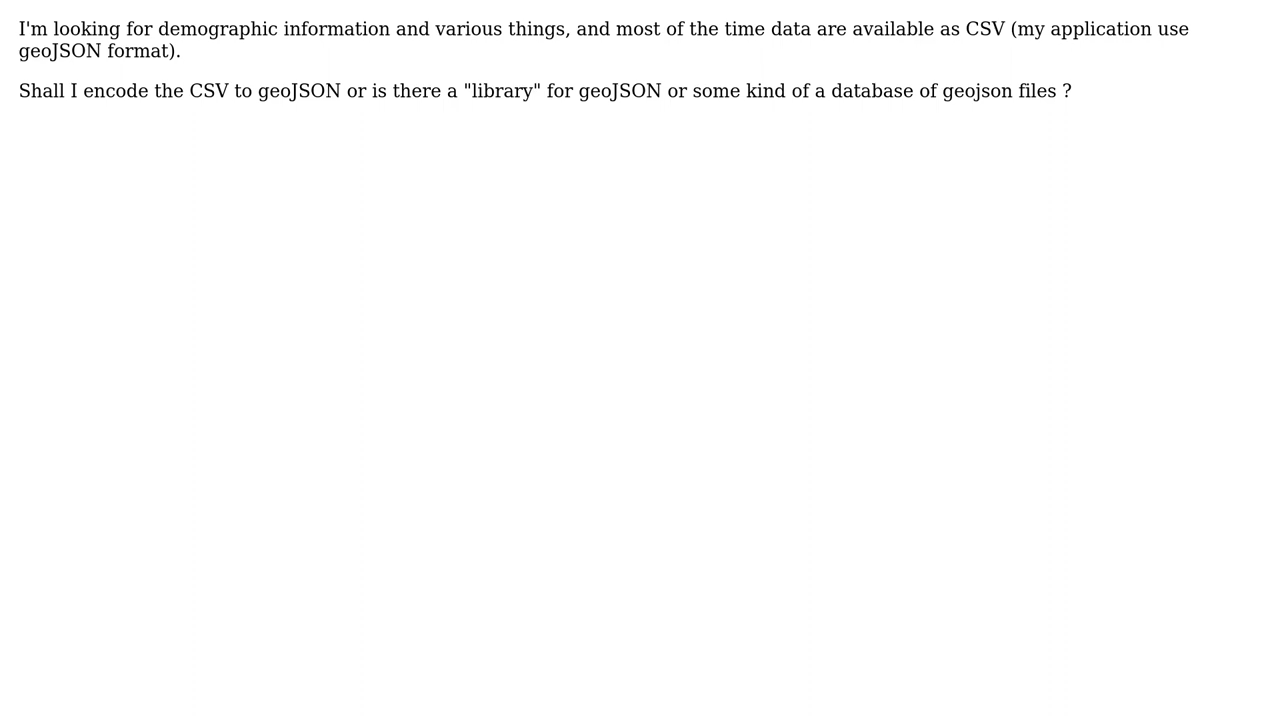 I'm looking for demographic information and various things, and most of the time data are available as CSV (my application use
geoJSON format).
Shall I encode the CSV to geoJSON or is there a "library" for geoJSON or some kind of a database of geojson files ?